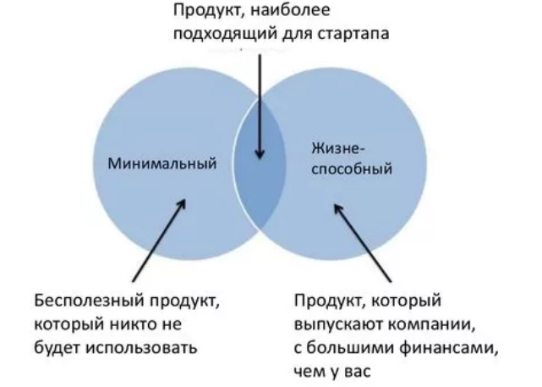 Продукт, наиболее
подходящий для стартапа
Минимальный
Жизне-
способный
Бесполезный продукт,
который никто не
будет использовать
Продукт, который
выпускают компании,
с большими финансами,
чем у вас